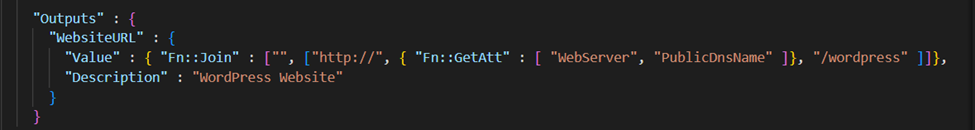 "Outputs" : {
"WebsiteURL" : {
"Value" : { "Fn::Join" : ["", ["http://", { "Fn::GetAtt" : [ "WebServer", "PublicDnsName" ]}, "/wordpress" ]]},
"Description" : "WordPress Website"
}
}